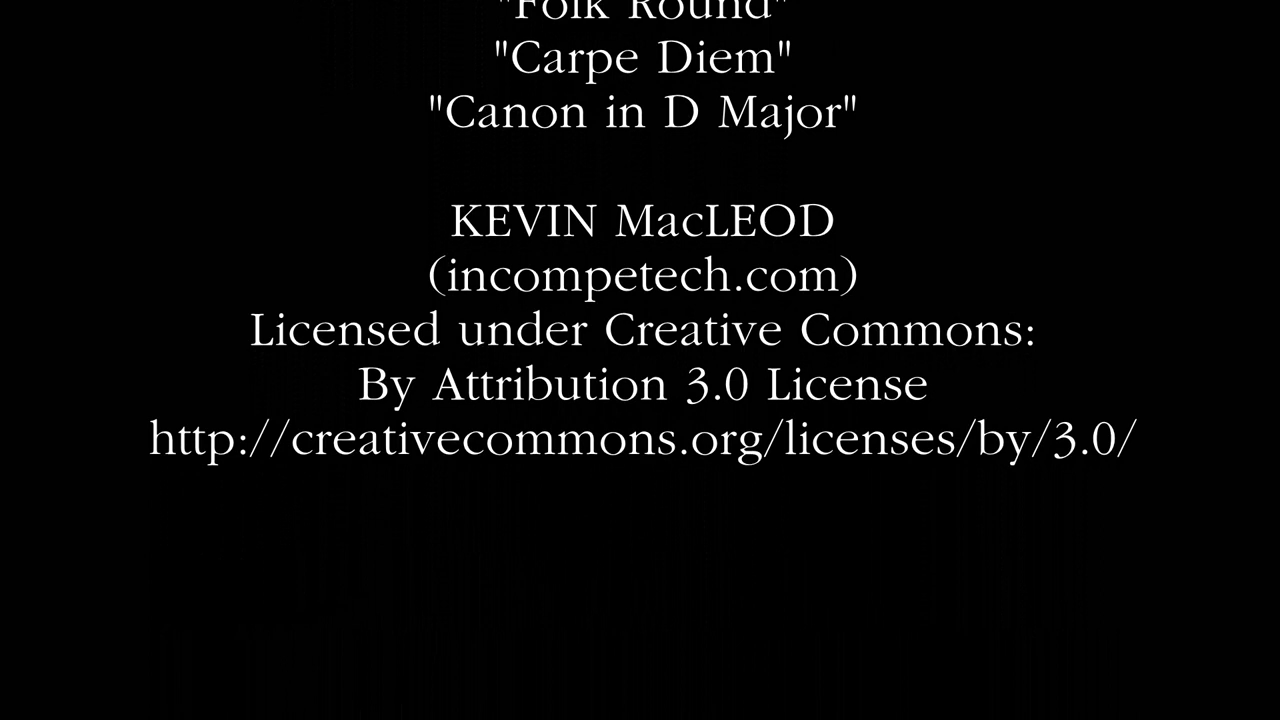 "Folk Round"
"Carpe Diem"
"Canon in D Major"
KEVIN MacLEOD
(incompetech.com)
Licensed under Creative Commons:
By Attribution 3.0 License
http://creativecommons.org/licenses/by/3.0/